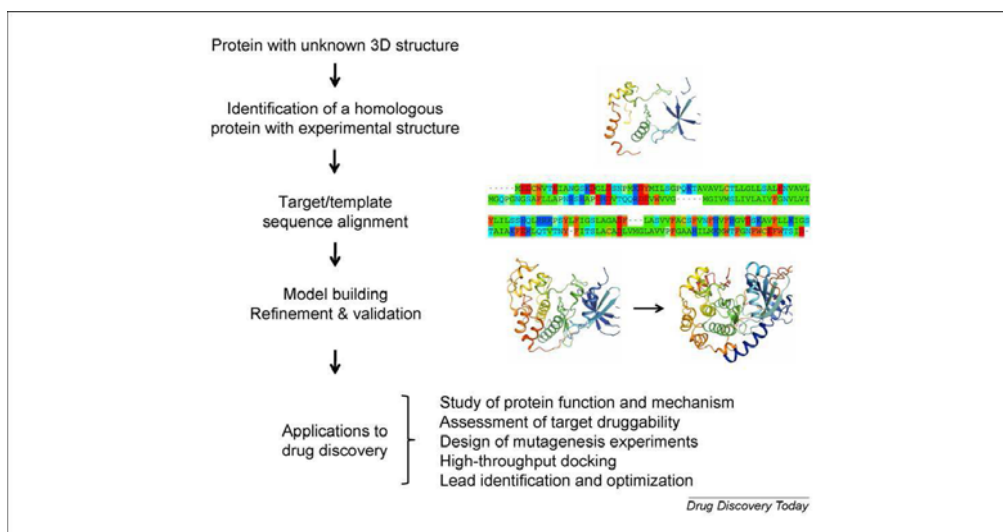 Protein with unknown 3D structure
Identification of a homologous
protein with experimental structure
Target/template
sequence alignment
Model building
Refinement & validation
Applications to
drug discovery
Study of protein function and mechanism
Assessment of target druggability
Design of mutagenesis experiments
High-throughput docking
Lead identification and optimization
Drug Discovery Today